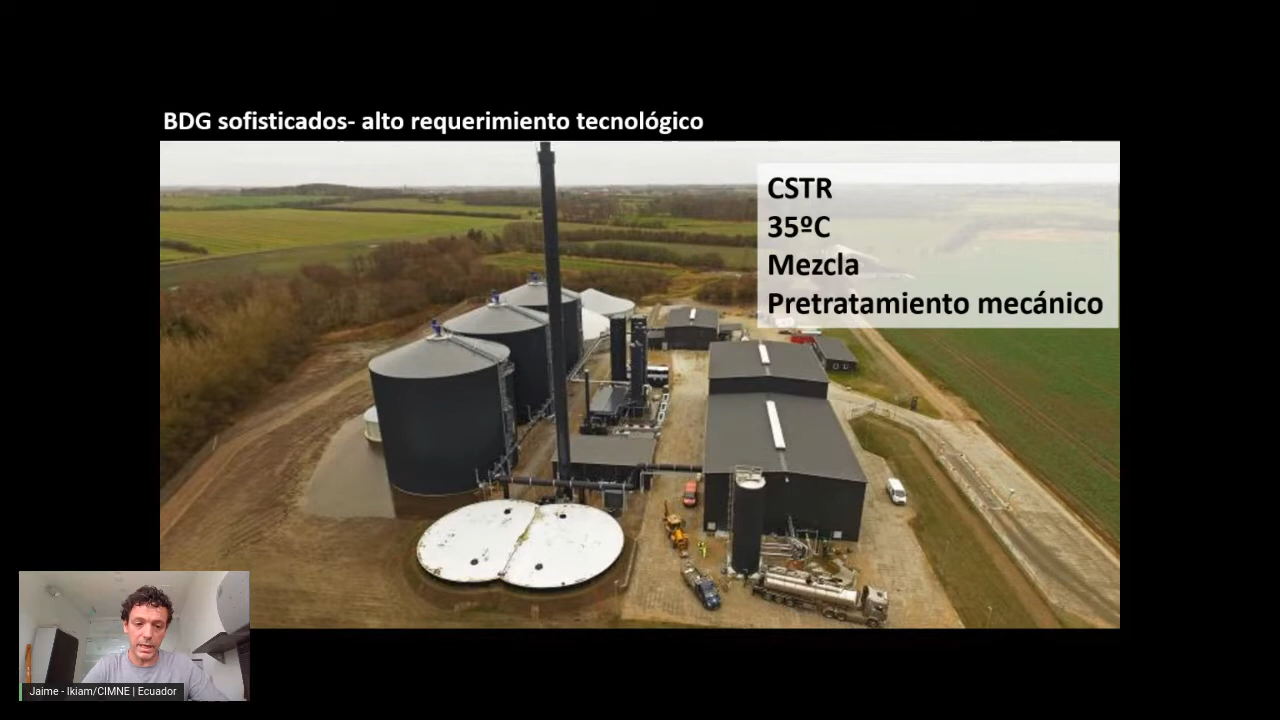 BDG sofisticados- alto requerimiento tecnológico
CSTR
35ºC
Mezcla
Pretratamiento mecánico
Jaime - Ikiam/CIMNE | Ecuador